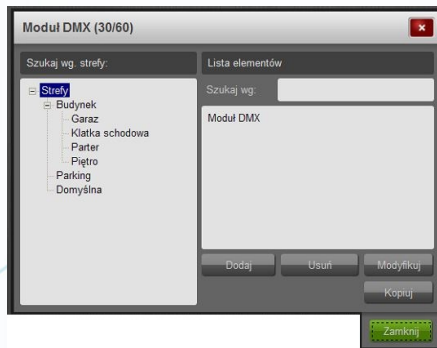 Moduł DMX (30/60)
Szukaj wg. strefy:
Strefy
Budynek
Garaz
Klatka schodowa
Parter
Piętro
Parking
Domyślna
Lista elementów
Szukaj wg:
Moduł DMX
Dodaj Usuń Modyfikuj
Kopiuj
Zamknij